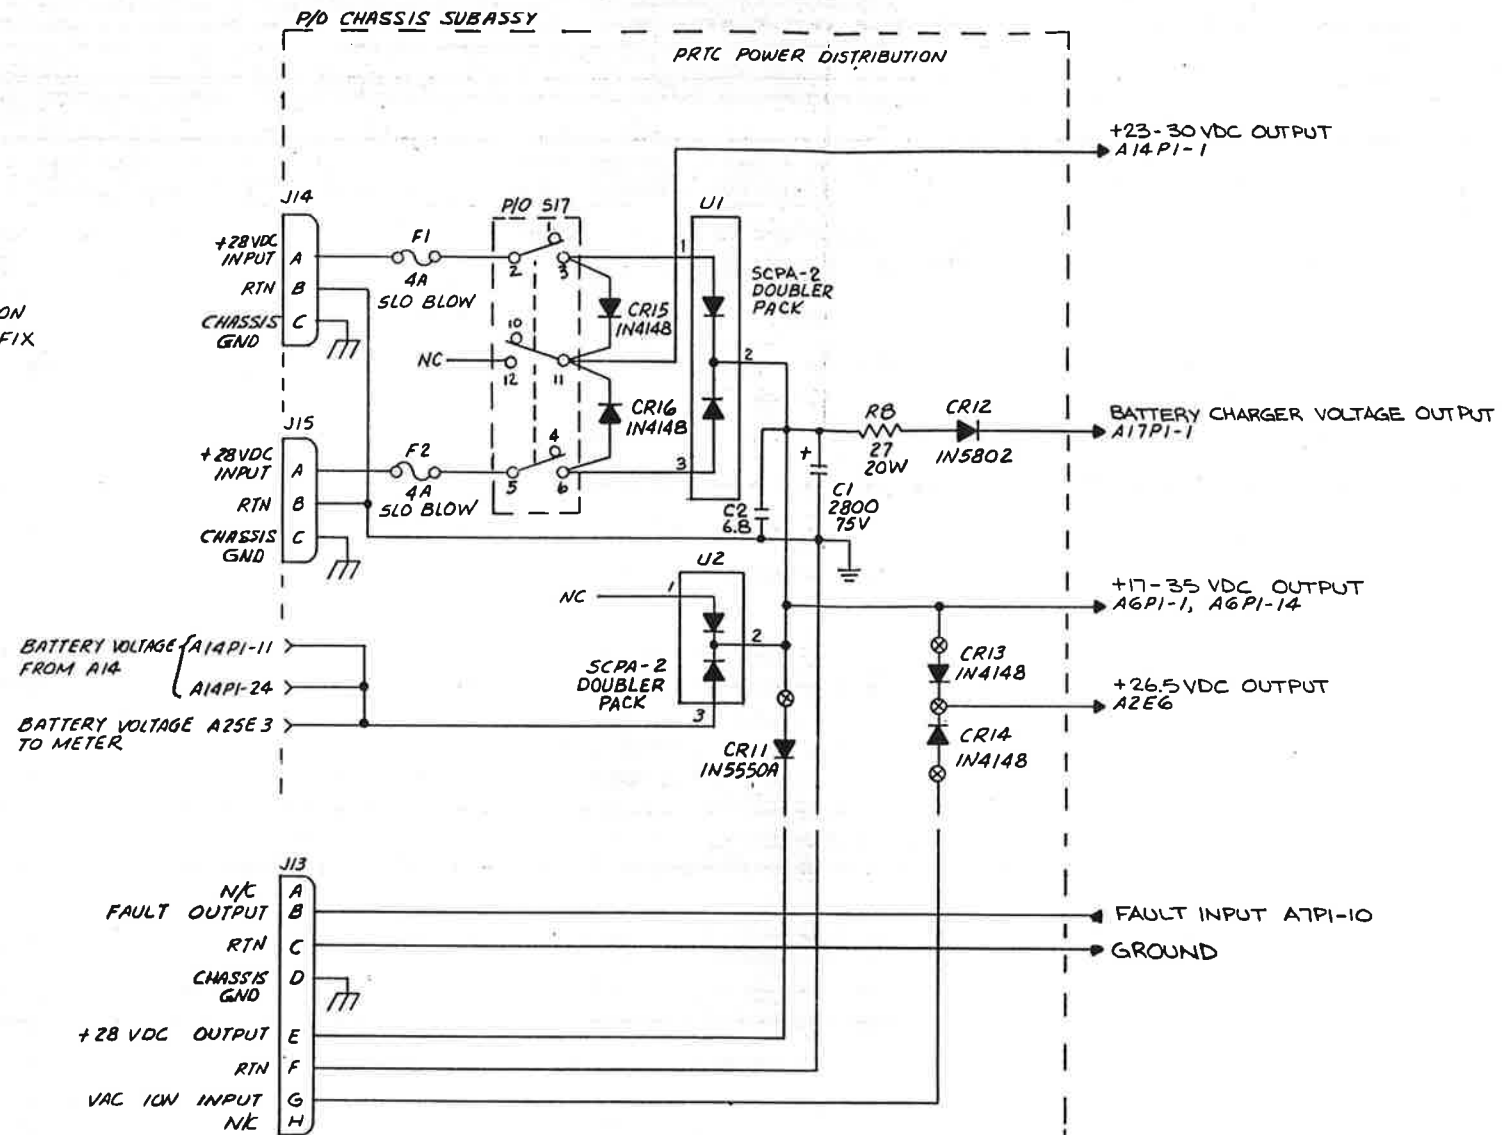 P/O CHASSIS SUBASSY
PRTC POWER DISTRIBUTION
+23-30 VDC OUTPUT
A14P1-1
J14
P/O S17
U1
+28VDC
INPUT
A
F1
4A
SLO BLOW
2
3
1
SCPA-2
DOUBLER
PACK
RTN
B
CHASSIS
GND
C
CR15
1N4148
ON
FIX
10
NC
12
11
2
CR16
1N4148
R8
27
20W
CR12
1N5802
BATTERY CHARGER VOLTAGE OUTPUT
A17P1-1
J15
+28VDC
INPUT
A
F2
4A
SLO BLOW
4
5
6
3
+
C1
2800
75V
C2
6.8
RTN
B
CHASSIS
GND
C
U2
NC
1
2
+17-35 VDC OUTPUT
A6P1-1, A6P1-14
BATTERY VOLTAGE
FROM A14
A14P1-11
A14P1-24
SCPA-2
DOUBLER
PACK
3
CR13
1N4148
+26.5VDC OUTPUT
A2E6
BATTERY VOLTAGE A25E3
TO METER
CR11
1N5550A
CR14
1N4148
J13
N/C A
FAULT OUTPUT B
FAULT INPUT A7P1-10
RTN C
GROUND
CHASSIS
GND
D
+28 VDC OUTPUT E
RTN F
VAC ION INPUT G
N/C H